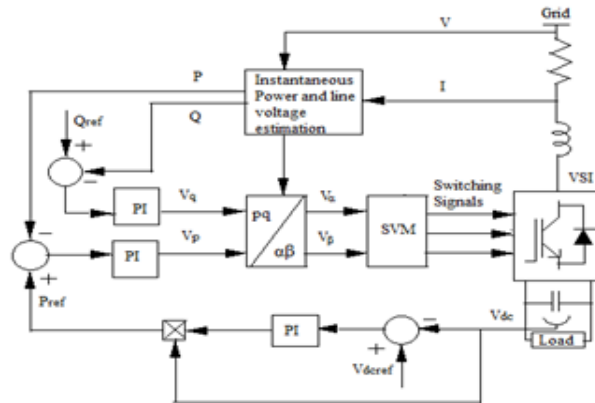 Grid
V
P
Instantaneous
Power and line
voltage
estimation
I
Q
Qref
VSI
PI
Vq
pq
αβ
Vα
Vβ
SVM
Switching
Signals
PI
Vp
Pref
PI
Vdc
Vdcref
Load